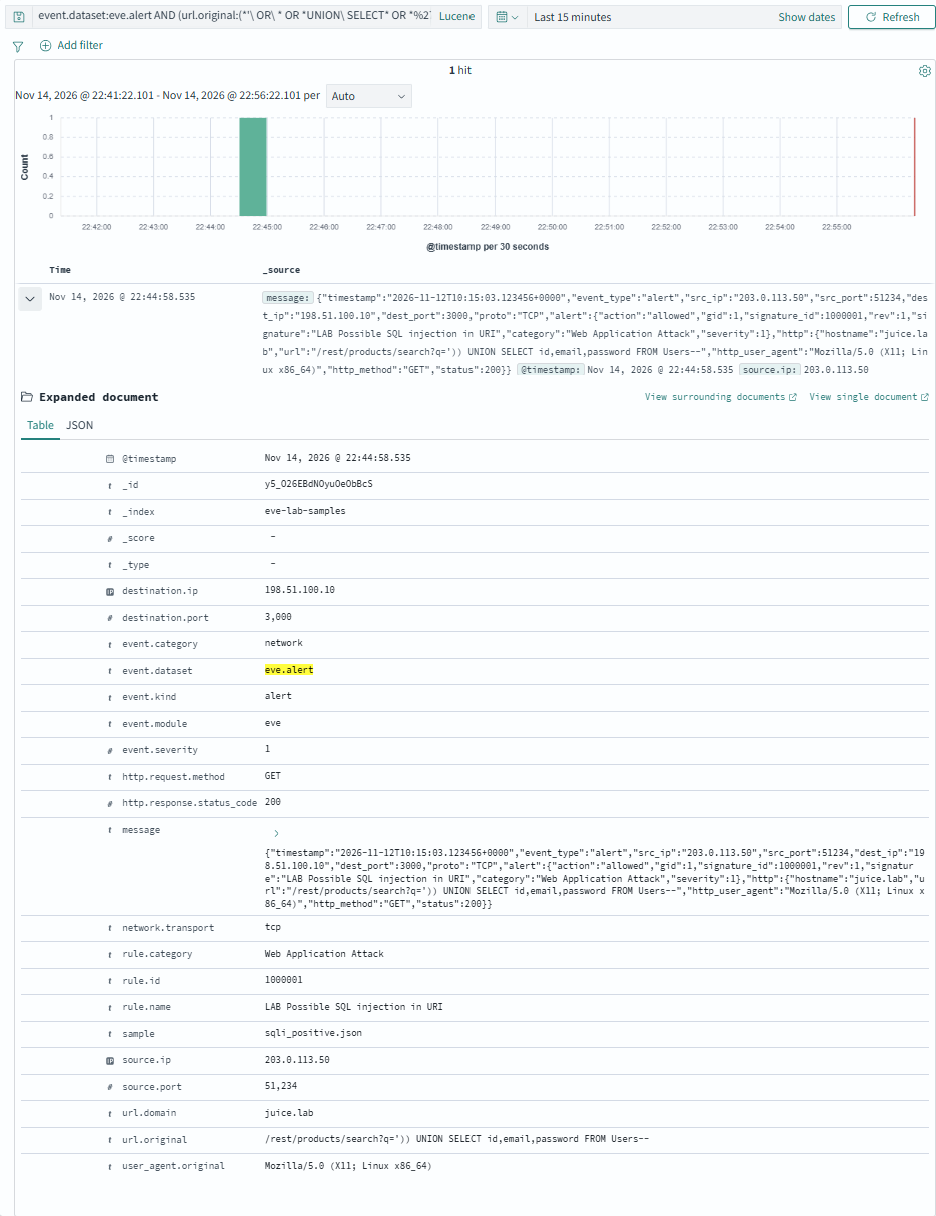 event.dataset:eve.alert AND (url.original:(*'\ OR\ * OR *UNION\ SELECT* OR *%2 Lucene Last 15 minutes Show dates Refresh
Add filter
1 hit
Nov 14, 2026 @ 22:41:22.101 - Nov 14, 2026 @ 22:56:22.101 per Auto
Count
1
0.8
0.6
0.4
0.2
0
22:42:00 22:43:00 22:44:00 22:45:00 22:46:00 22:47:00 22:48:00 22:49:00 22:50:00 22:51:00 22:52:00 22:53:00 22:54:00 22:55:00
@timestamp per 30 seconds
Time _source
Nov 14, 2026 @ 22:44:58.535 message: {"timestamp":"2026-11-12T10:15:03.123456+0000","event_type":"alert","src_ip":"203.0.113.50","src_port":51234,"des
t_ip":"198.51.100.10","dest_port":3000,"proto":"TCP","alert":{"action":"allowed","gid":1,"signature_id":1000001,"rev":1,"si
gnature":"LAB Possible SQL injection in URI","category":"Web Application Attack","severity":1},"http":{"hostname":"juice.la
b","url":"/rest/products/search?q=')) UNION SELECT id,email,password FROM Users--","http_user_agent":"Mozilla/5.0 (X11; Lin
ux x86_64)","http_method":"GET","status":200}} @timestamp: Nov 14, 2026 @ 22:44:58.535 source.ip: 203.0.113.50
Expanded document View surrounding documents View single document
Table JSON
@timestamp Nov 14, 2026 @ 22:44:58.535
t _id y5_O26EBdNOyuOeObBcS
t _index eve-lab-samples
# _score –
t _type –
destination.ip 198.51.100.10
# destination.port 3,000
t event.category network
t event.dataset eve.alert
t event.kind alert
t event.module eve
# event.severity 1
t http.request.method GET
# http.response.status_code 200
t message
{"timestamp":"2026-11-12T10:15:03.123456+0000","event_type":"alert","src_ip":"203.0.113.50","src_port":51234,"dest_ip":"19
8.51.100.10","dest_port":3000,"proto":"TCP","alert":{"action":"allowed","gid":1,"signature_id":1000001,"rev":1,"signatur
e":"LAB Possible SQL injection in URI","category":"Web Application Attack","severity":1},"http":{"hostname":"juice.lab","u
rl":"/rest/products/search?q=')) UNION SELECT id,email,password FROM Users--","http_user_agent":"Mozilla/5.0 (X11; Linux x
86_64)","http_method":"GET","status":200}}
t network.transport tcp
t rule.category Web Application Attack
t rule.id 1000001
t rule.name LAB Possible SQL injection in URI
t sample sqli_positive.json
source.ip 203.0.113.50
# source.port 51,234
t url.domain juice.lab
t url.original /rest/products/search?q=')) UNION SELECT id,email,password FROM Users--
t user_agent.original Mozilla/5.0 (X11; Linux x86_64)